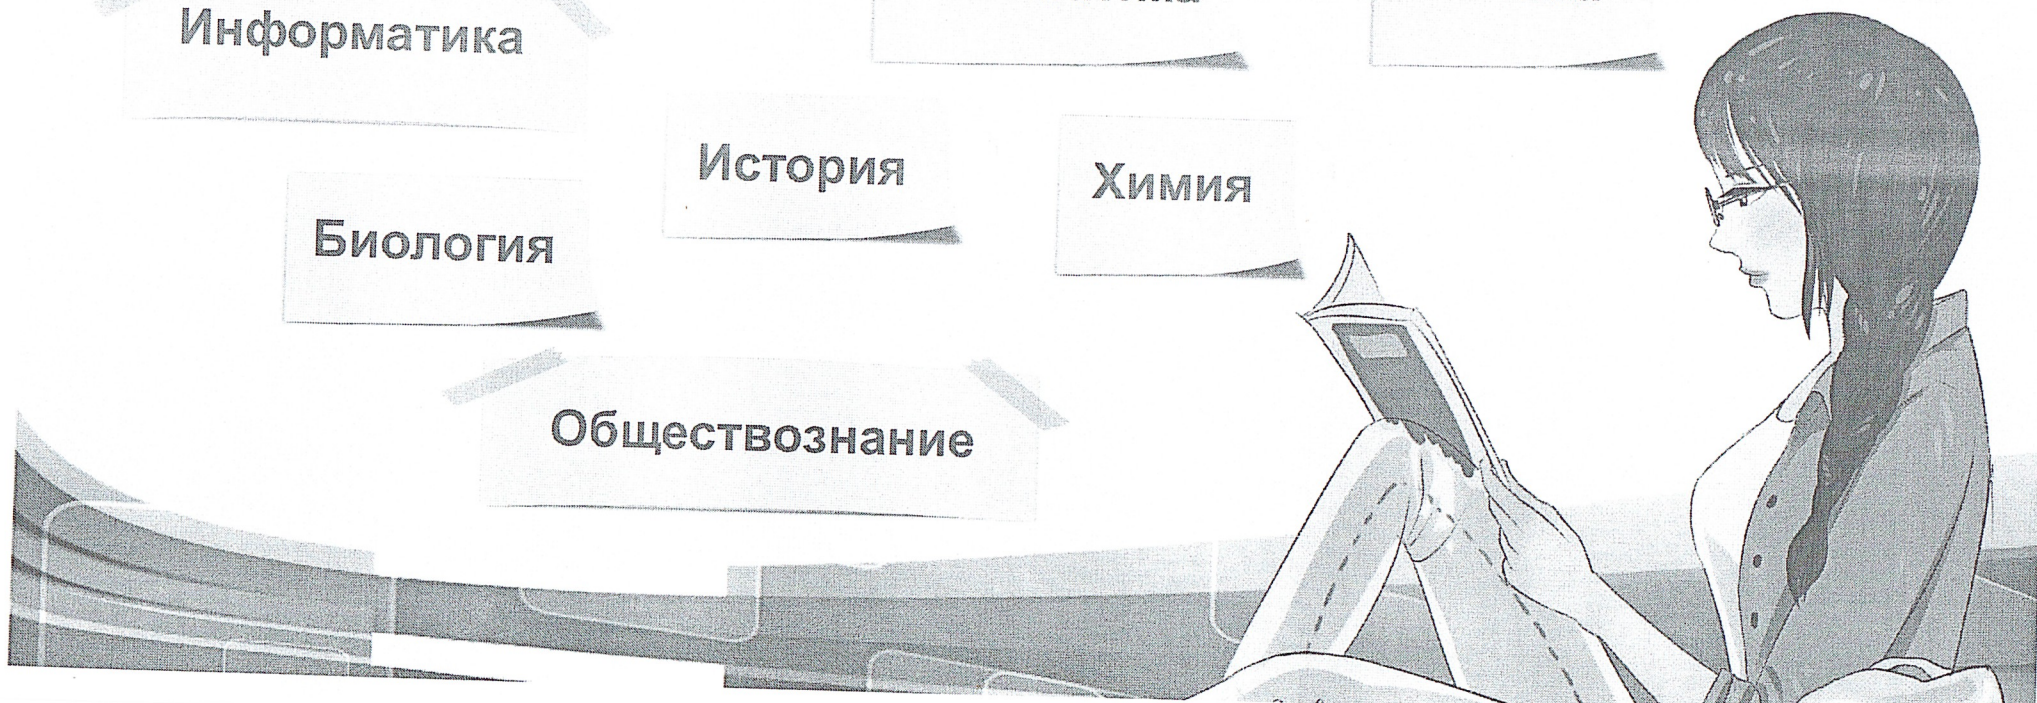 Информатика
История
Химия
Биология
Обществознание